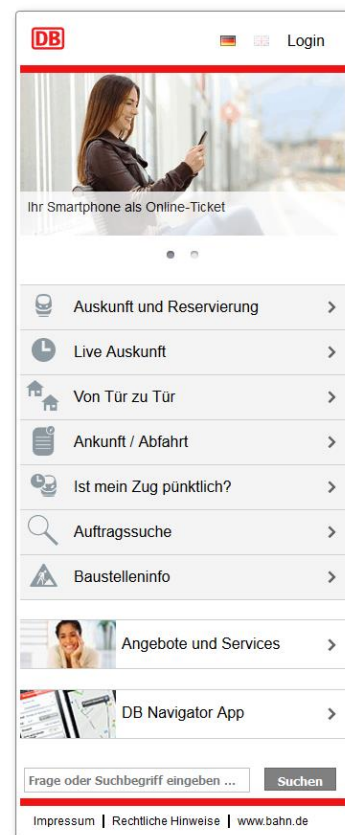 DB
Login
Ihr Smartphone als Online-Ticket
Auskunft und Reservierung
Live Auskunft
Von Tür zu Tür
Ankunft / Abfahrt
Ist mein Zug pünktlich?
Auftragssuche
Baustelleninfo
Angebote und Services
DB Navigator App
Frage oder Suchbegriff eingeben ... Suchen
Impressum | Rechtliche Hinweise | www.bahn.de